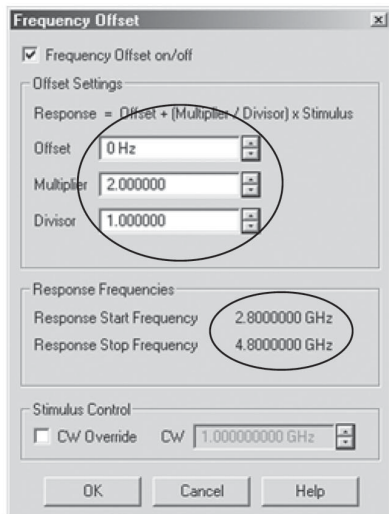 Frequency Offset
Frequency Offset on/off
Offset Settings
Response = Offset + (Multiplier / Divisor) x Stimulus
Offset 0 Hz
Multiplier 2.000000
Divisor 1.000000
Response Frequencies
Response Start Frequency 2.8000000 GHz
Response Stop Frequency 4.8000000 GHz
Stimulus Control
CW Override CW 1.000000000 GHz
OK Cancel Help